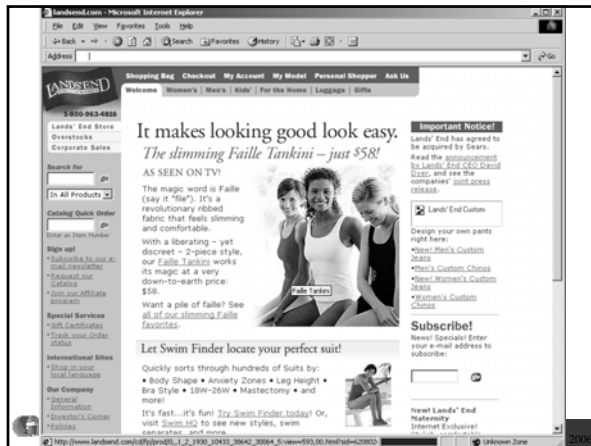 landsend.com - Microsoft Internet Explorer
File Edit View Favorites Tools Help
Back Search Favorites History
Address Go
LANDS' END
Shopping Bag Checkout My Account My Model Personal Shopper Ask Us
Welcome Women's Men's Kids' For the Home Luggage Gifts
1-800-963-4816
Lands' End Store
Overstocks
Corporate Sales
Search for
go
In All Products
Catalog Quick Order
go
Enter an Item Number
Sign up!
•Subscribe to our e-
mail newsletter
•Request our
Catalog
•Join our Affiliate
program
Special Services
•Gift Certificates
•Track your Order
status
International Sites
•Shop in your
local language
Our Company
•General
Information
•Investor's Corner
•Policies
It makes looking good look easy.
The slimming Faille Tankini – just $58!
AS SEEN ON TV!
The magic word is Faille
(say it "file"). It's a
revolutionary ribbed
fabric that feels slimming
and comfortable.
With a liberating - yet
discreet - 2-piece style,
our Faille Tankini works
its magic at a very
down-to-earth price:
$58.
Want a pile of faille? See
all of our slimming Faille
favorites.
Faille Tankini
Let Swim Finder locate your perfect suit!
Quickly sorts through hundreds of Suits by:
• Body Shape • Anxiety Zones • Leg Height •
Bra Style • 18W-26W • Mastectomy • and
more!
It's fast...it's fun! Try Swim Finder today! Or,
visit Swim HQ to see new styles, swim
separates, and more.
Important Notice!
Lands' End has agreed to
be acquired by Sears.
Read the announcement
by Lands' End CEO David
Dyer, and see the
companies' joint press
release.
Lands' End Custom
Design your own pants
right here:
•New! Men's Custom
Jeans
•Men's Custom Chinos
•New! Women's Custom
Jeans
•Women's Custom
Chinos
Subscribe!
News! Specials! Enter
your e-mail address to
subscribe:
go
New! Lands' End
Maternity
Internet Exclusive!
Unknown Zone
2006